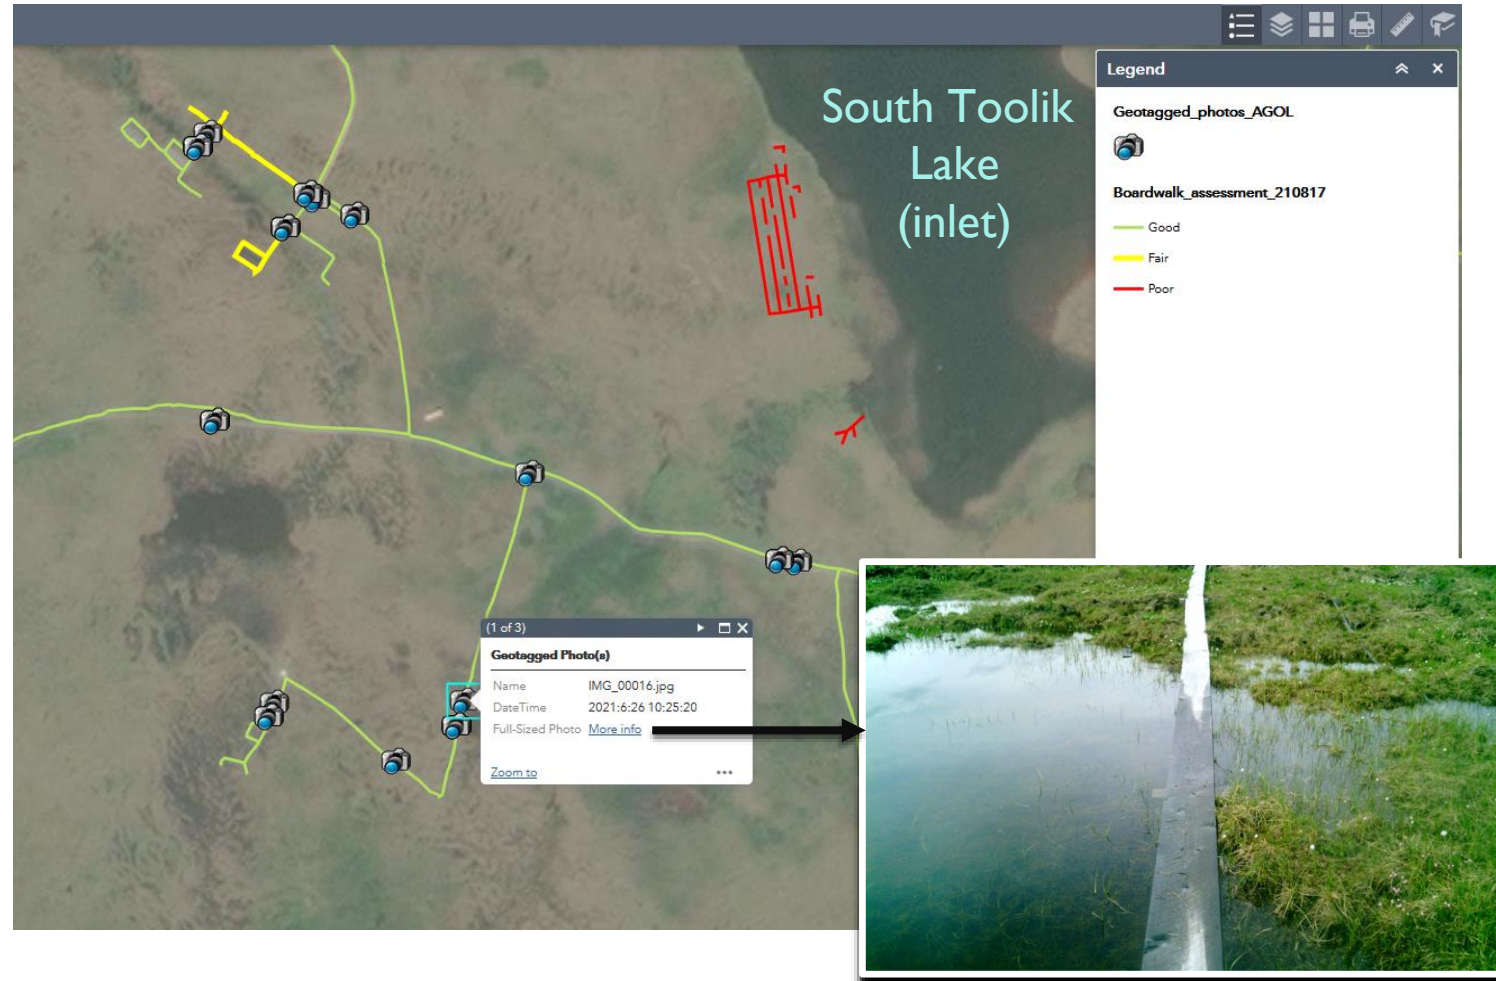 South Toolik
Lake
(inlet)
Legend
Geotagged_photos_AGOL
Boardwalk_assessment_210817
Good
Fair
Poor
(1 of 3)
Geotagged Photo(s)
Name IMG_00016.jpg
DateTime 2021:6:26 10:25:20
Full-Sized Photo More info
Zoom to